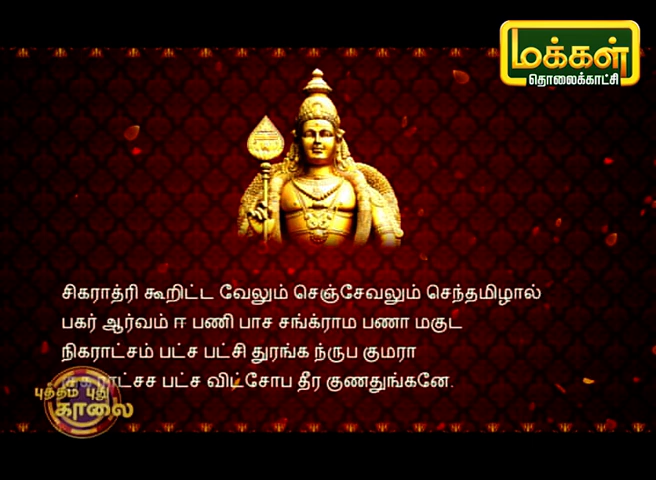 மக்கள்
தொலைக்காட்சி
சிகராத்ரி கூறிட்ட வேலும் செஞ்சேவலும் செந்தமிழால்
பகர் ஆர்வம் ஈ பணி பாச சங்க்ராம பணா மகுட
நிகராட்சம் பட்ச பட்சி துரங்க ந்ருப குமரா
பட்ச விட்சோப தீர குணதுங்கனே.
புத்தம் புது
காலை